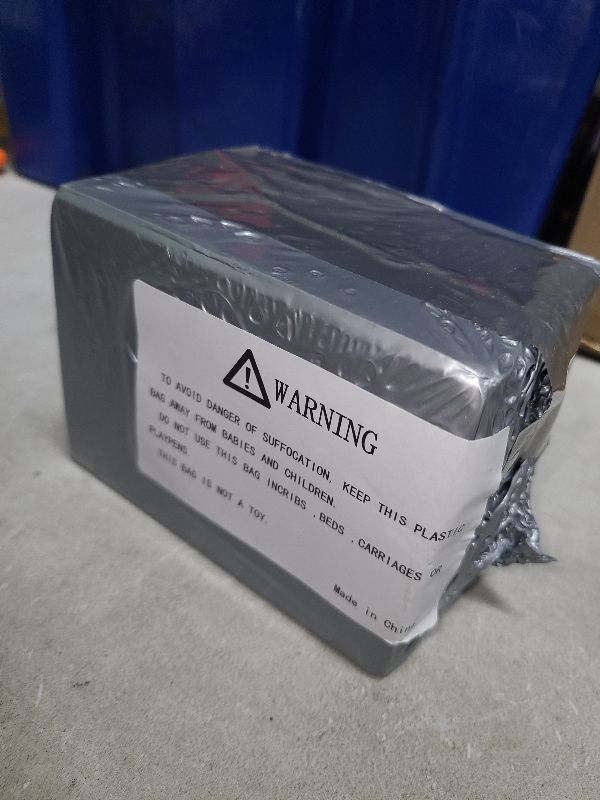 WARNING
TO AVOID DANGER OF SUFFOCATION, KEEP THIS PLASTIC
BAG AWAY FROM BABIES AND CHILDREN.
DO NOT USE THIS BAG INCRIBS .BEDS .CARRIAGES OR
PLAYPENS.
THIS BAG IS NOT A TOY.
Made in China